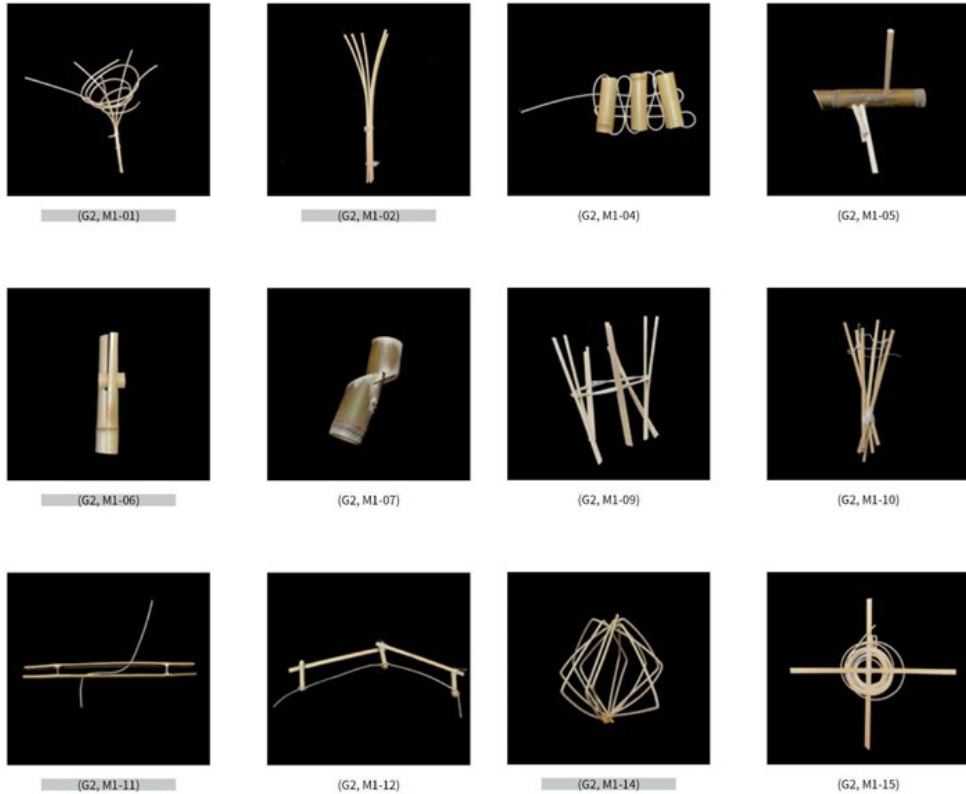 (G2, M1-01)
(G2, M1-02)
(G2, M1-04)
(G2, M1-05)
(G2, M1-06)
(G2, M1-07)
(G2, M1-09)
(G2, M1-10)
(G2, M1-11)
(G2, M1-12)
(G2, M1-14)
(G2, M1-15)